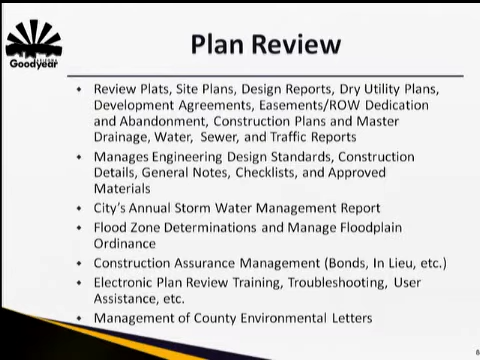 Plan Review
ARIZONA
Goodyear
• Review Plats, Site Plans, Design Reports, Dry Utility Plans,
Development Agreements, Easements/ROW Dedication
and Abandonment, Construction Plans and Master
Drainage, Water, Sewer, and Traffic Reports
• Manages Engineering Design Standards, Construction
Details, General Notes, Checklists, and Approved
Materials
• City's Annual Storm Water Management Report
• Flood Zone Determinations and Manage Floodplain
Ordinance
• Construction Assurance Management (Bonds, In Lieu, etc.)
• Electronic Plan Review Training, Troubleshooting, User
Assistance, etc.
• Management of County Environmental Letters